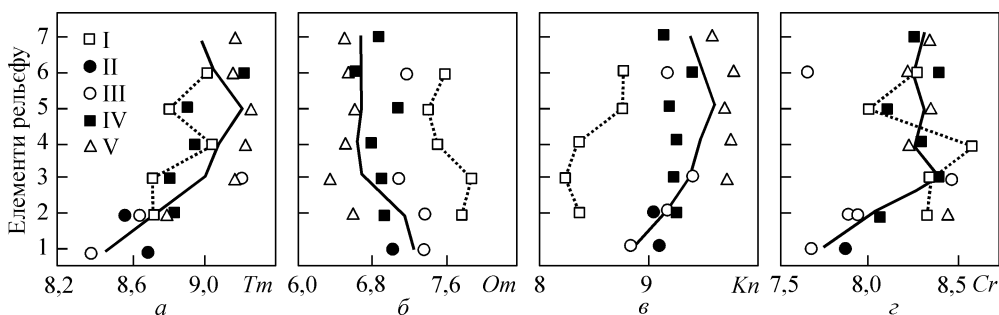 Елементи рельєфу
7
6
5
4
3
2
1
I
II
III
IV
V
8,2 8,6 9,0 Tm
6,0 6,8 7,6 Om
8 9 Kn
7,5 8,0 8,5 Cr
а б в г